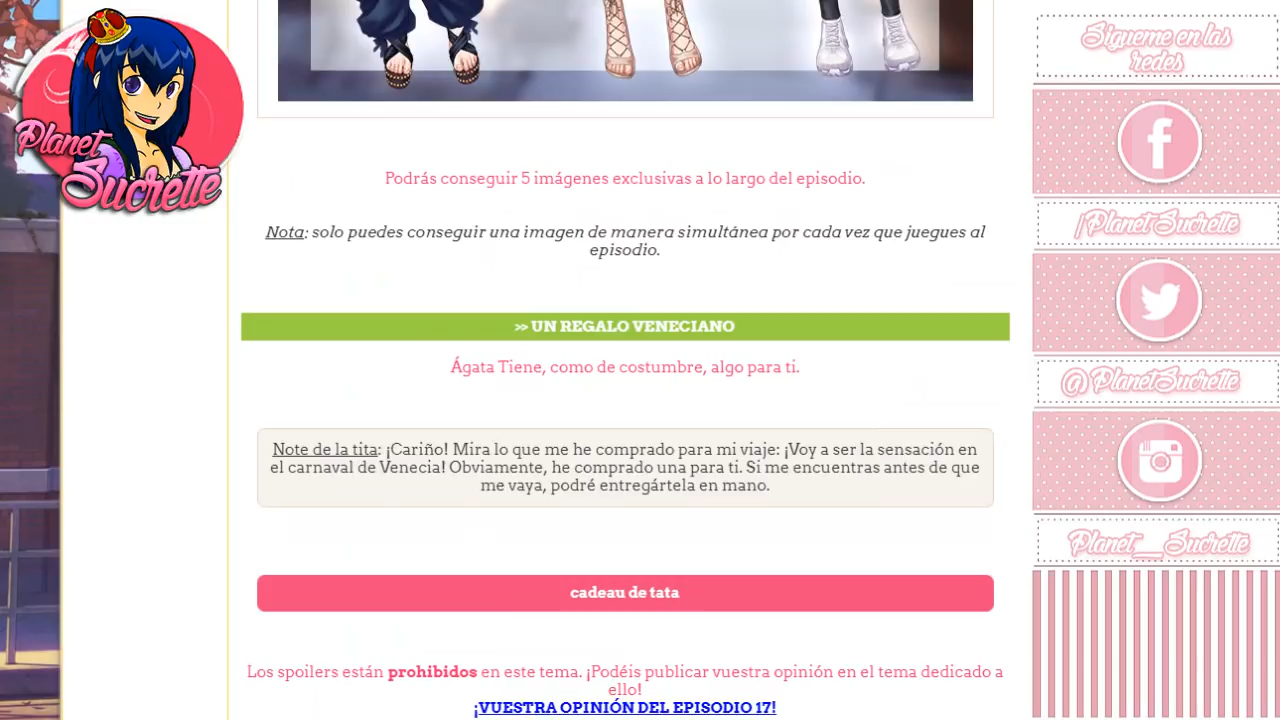 Planet
Sucrette
Podrás conseguir 5 imágenes exclusivas a lo largo del episodio.
Nota: solo puedes conseguir una imagen de manera simultánea por cada vez que juegues al
episodio.
>> UN REGALO VENECIANO
Ágata Tiene, como de costumbre, algo para ti.
Note de la tita: ¡Cariño! Mira lo que me he comprado para mi viaje: ¡Voy a ser la sensación en
el carnaval de Venecia! Obviamente, he comprado una para ti. Si me encuentras antes de que
me vaya, podré entregártela en mano.
cadeau de tata
Los spoilers están prohibidos en este tema. ¡Podéis publicar vuestra opinión en el tema dedicado a
ello!
¡VUESTRA OPINIÓN DEL EPISODIO 17!
Sigueme en las
redes
/PlanetSucrette
@PlanetSucrette
Planet__Sucrette